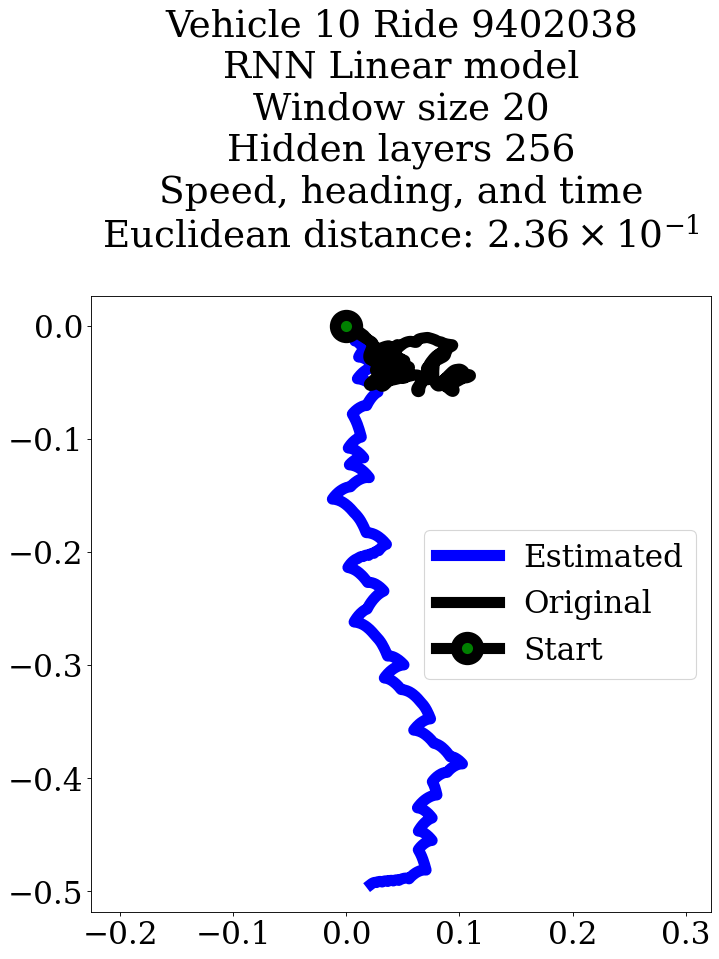 Vehicle 10 Ride 9402038
RNN Linear model
Window size 20
Hidden layers 256
Speed, heading, and time
Euclidean distance: 2.36 × 10⁻¹
0.0
−0.1
−0.2
−0.3
−0.4
−0.5
Estimated
Original
Start
−0.2 −0.1 0.0 0.1 0.2 0.3